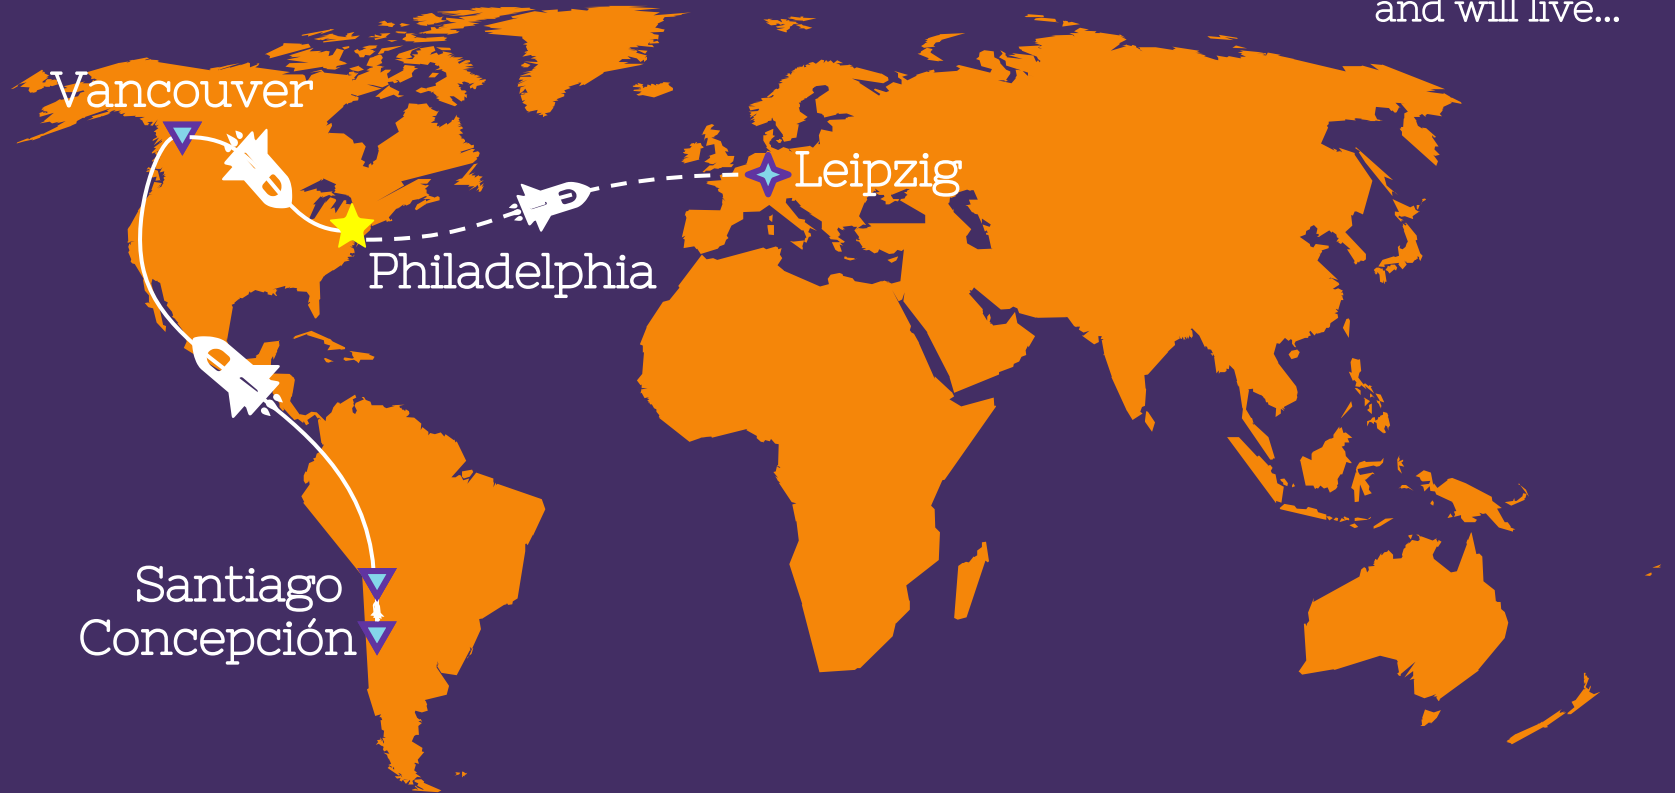 and will live...
Vancouver
Leipzig
Philadelphia
Santiago
Concepción